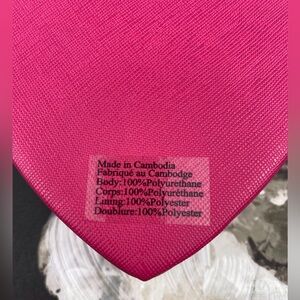 Made in Cambodia
Fabriqué au Cambodge
Body:100%Polyurethane
Corps:100%Polyuréthane
Lining:100%Polyester
Doublure:100%Polyester